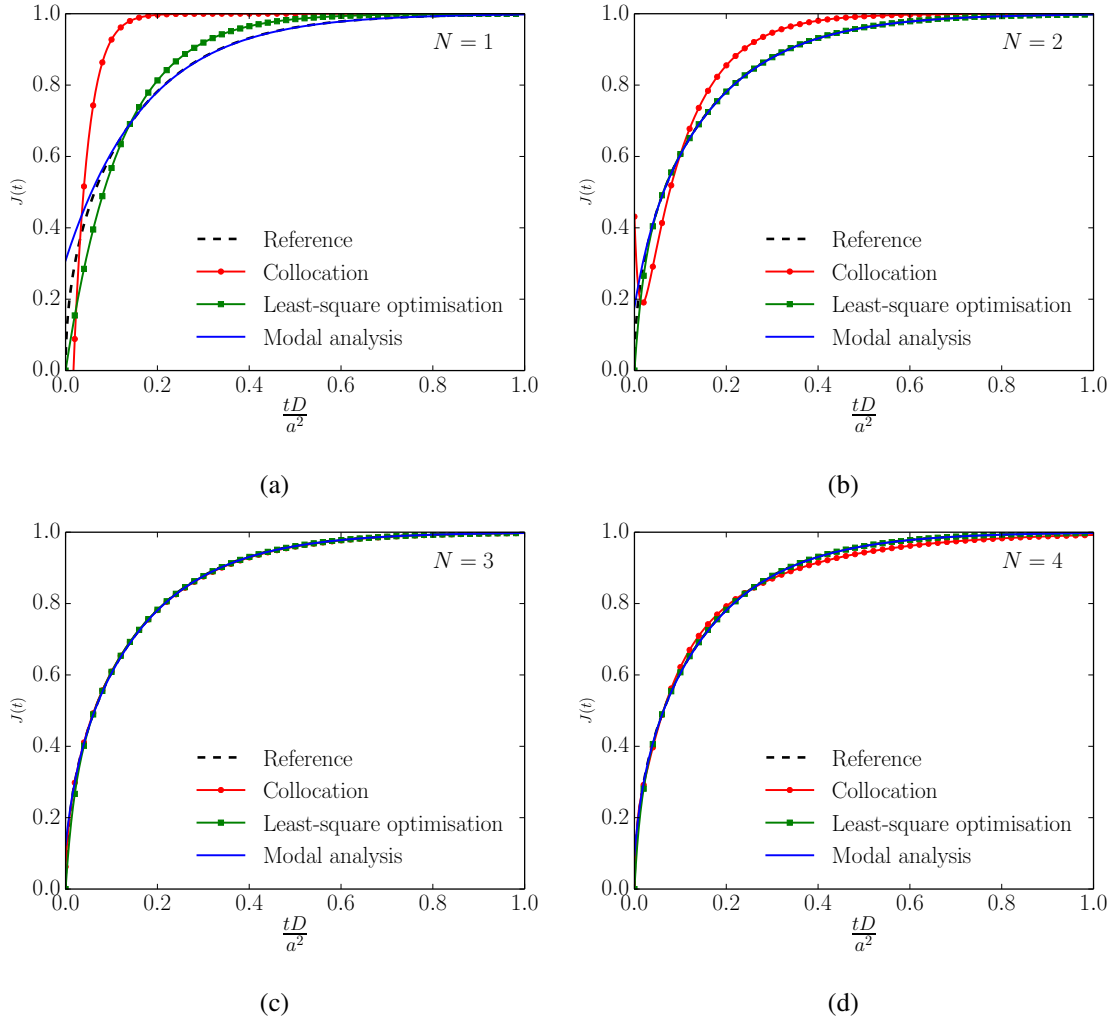 1.0
0.8
0.6
0.4
0.2
0.0
J(t)
N = 1
Reference
Collocation
Least-square optimisation
Modal analysis
0.0 0.2 0.4 0.6 0.8 1.0
tD
a²
(a)
1.0
0.8
0.6
0.4
0.2
0.0
J(t)
N = 2
Reference
Collocation
Least-square optimisation
Modal analysis
0.0 0.2 0.4 0.6 0.8 1.0
tD
a²
(b)
1.0
0.8
0.6
0.4
0.2
0.0
J(t)
N = 3
Reference
Collocation
Least-square optimisation
Modal analysis
0.0 0.2 0.4 0.6 0.8 1.0
tD
a²
(c)
1.0
0.8
0.6
0.4
0.2
0.0
J(t)
N = 4
Reference
Collocation
Least-square optimisation
Modal analysis
0.0 0.2 0.4 0.6 0.8 1.0
tD
a²
(d)